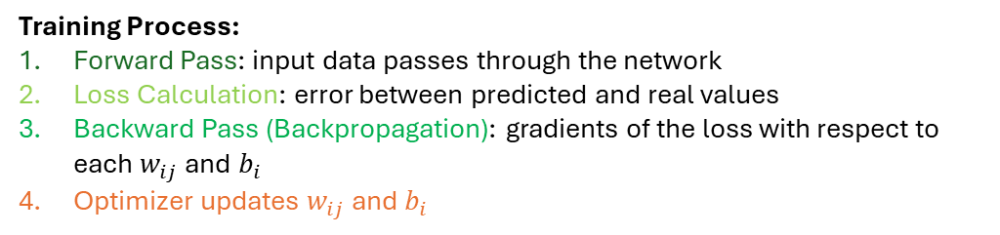 Training Process:
1. Forward Pass: input data passes through the network
2. Loss Calculation: error between predicted and real values
3. Backward Pass (Backpropagation): gradients of the loss with respect to
each w_{ij} and b_i
4. Optimizer updates w_{ij} and b_i